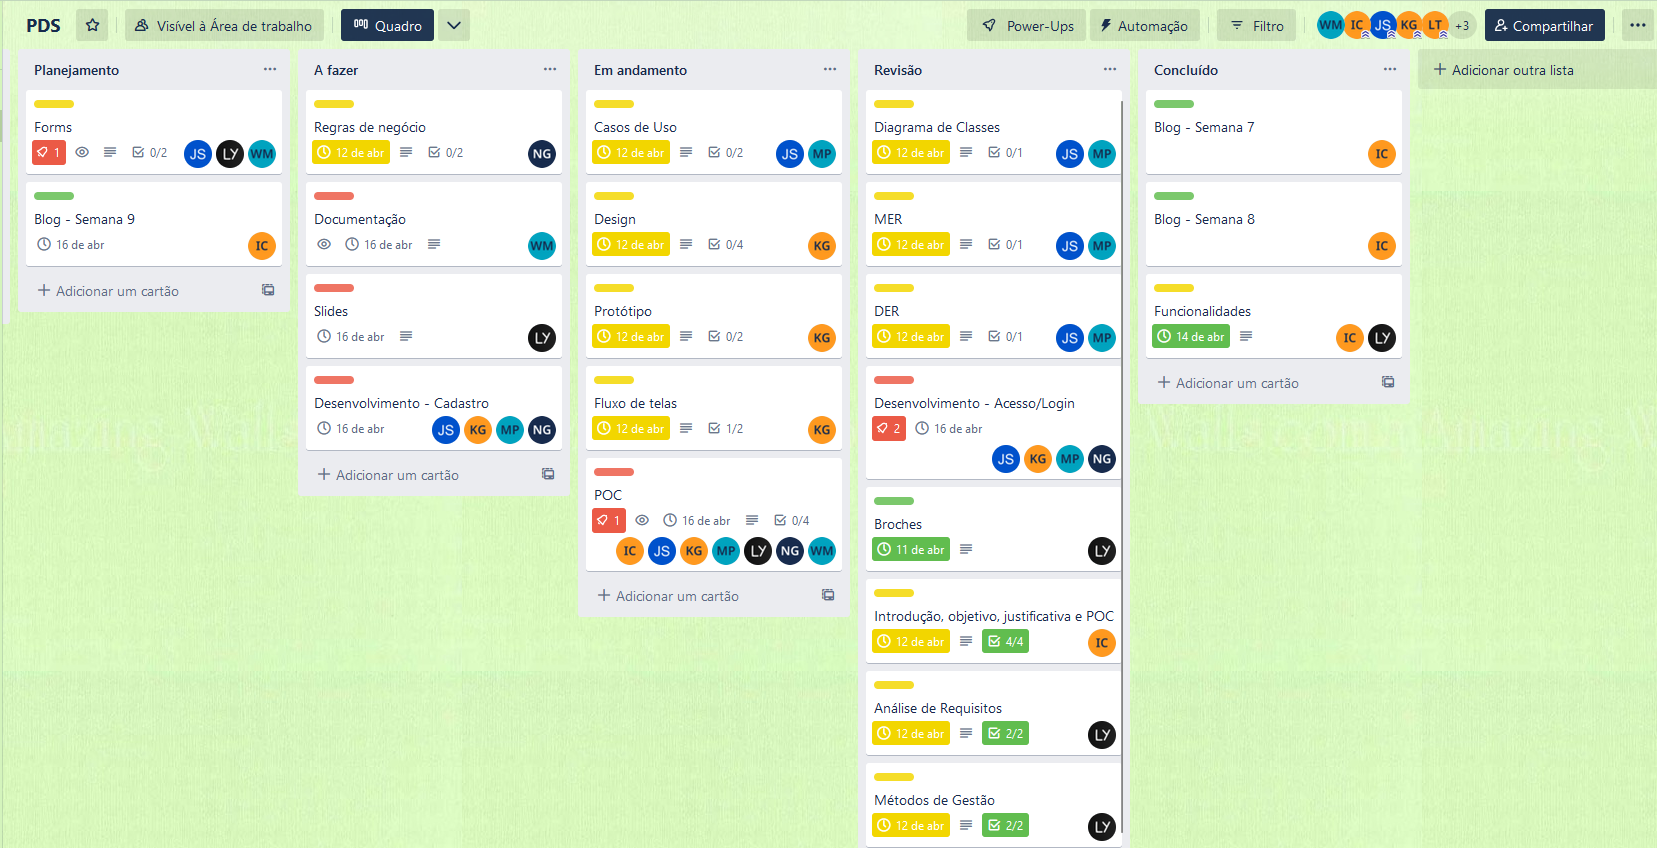 PDS
Visível à Área de trabalho
Quadro
Power-Ups
Automação
Filtro
WM IC JS KG LT +3
Compartilhar
Planejamento
Forms
1 0/2 JS LY WM
Blog - Semana 9
16 de abr IC
Adicionar um cartão
A fazer
Regras de negócio
12 de abr 0/2 NG
Documentação
16 de abr WM
Slides
16 de abr LY
Desenvolvimento - Cadastro
16 de abr JS KG MP NG
Adicionar um cartão
Em andamento
Casos de Uso
12 de abr 0/2 JS MP
Design
12 de abr 0/4 KG
Protótipo
12 de abr 0/2 KG
Fluxo de telas
12 de abr 1/2 KG
POC
1 16 de abr 0/4
IC JS KG MP LY NG WM
Adicionar um cartão
Revisão
Diagrama de Classes
12 de abr 0/1 JS MP
MER
12 de abr 0/1 JS MP
DER
12 de abr 0/1 JS MP
Desenvolvimento - Acesso/Login
2 16 de abr
JS KG MP NG
Broches
11 de abr LY
Introdução, objetivo, justificativa e POC
12 de abr 4/4 IC
Análise de Requisitos
12 de abr 2/2 LY
Métodos de Gestão
12 de abr 2/2 LY
Concluído
Blog - Semana 7
IC
Blog - Semana 8
IC
Funcionalidades
14 de abr IC LY
Adicionar um cartão
Adicionar outra lista